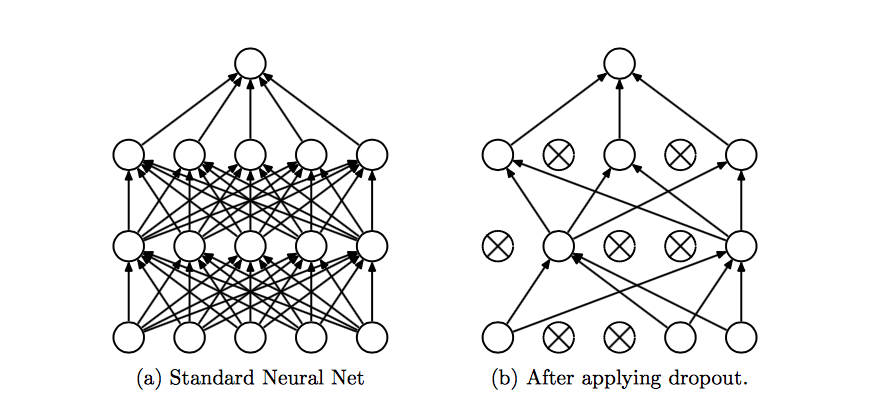 (a) Standard Neural Net
(b) After applying dropout.